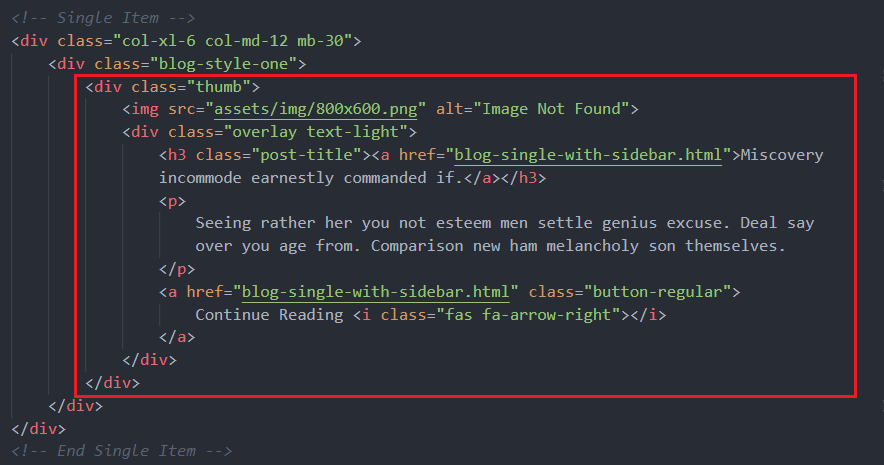 <!-- Single Item -->
<div class="col-xl-6 col-md-12 mb-30">
<div class="blog-style-one">
<div class="thumb">
<img src="assets/img/800x600.png" alt="Image Not Found">
<div class="overlay text-light">
<h3 class="post-title"><a href="blog-single-with-sidebar.html">Miscovery
incommode earnestly commanded if.</a></h3>
<p>
Seeing rather her you not esteem men settle genius excuse. Deal say
over you age from. Comparison new ham melancholy son themselves.
</p>
<a href="blog-single-with-sidebar.html" class="button-regular">
Continue Reading <i class="fas fa-arrow-right"></i>
</a>
</div>
</div>
</div>
</div>
<!-- End Single Item -->